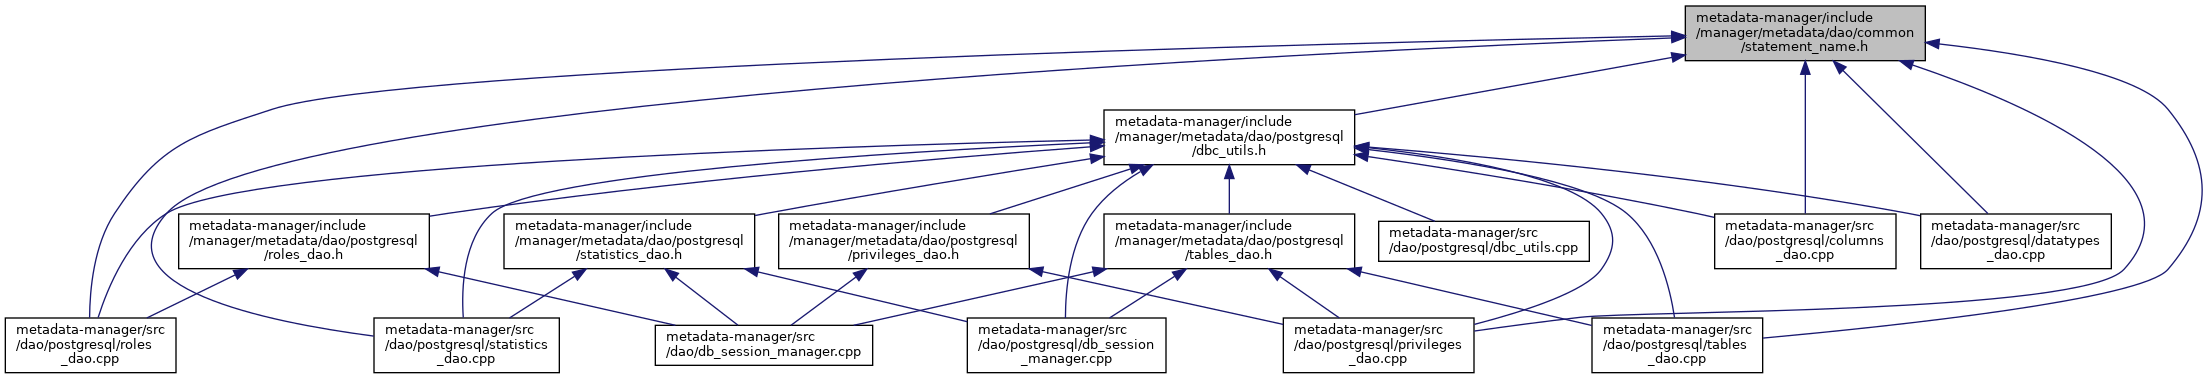 metadata-manager/include
/manager/metadata/dao/common
/statement_name.h
metadata-manager/include
/manager/metadata/dao/postgresql
/dbc_utils.h
metadata-manager/include
/manager/metadata/dao/postgresql
/roles_dao.h
metadata-manager/include
/manager/metadata/dao/postgresql
/statistics_dao.h
metadata-manager/include
/manager/metadata/dao/postgresql
/privileges_dao.h
metadata-manager/include
/manager/metadata/dao/postgresql
/tables_dao.h
metadata-manager/src
/dao/postgresql/dbc_utils.cpp
metadata-manager/src
/dao/postgresql/columns
_dao.cpp
metadata-manager/src
/dao/postgresql/datatypes
_dao.cpp
metadata-manager/src
/dao/postgresql/roles
_dao.cpp
metadata-manager/src
/dao/postgresql/statistics
_dao.cpp
metadata-manager/src
/dao/db_session_manager.cpp
metadata-manager/src
/dao/postgresql/db_session
_manager.cpp
metadata-manager/src
/dao/postgresql/privileges
_dao.cpp
metadata-manager/src
/dao/postgresql/tables
_dao.cpp